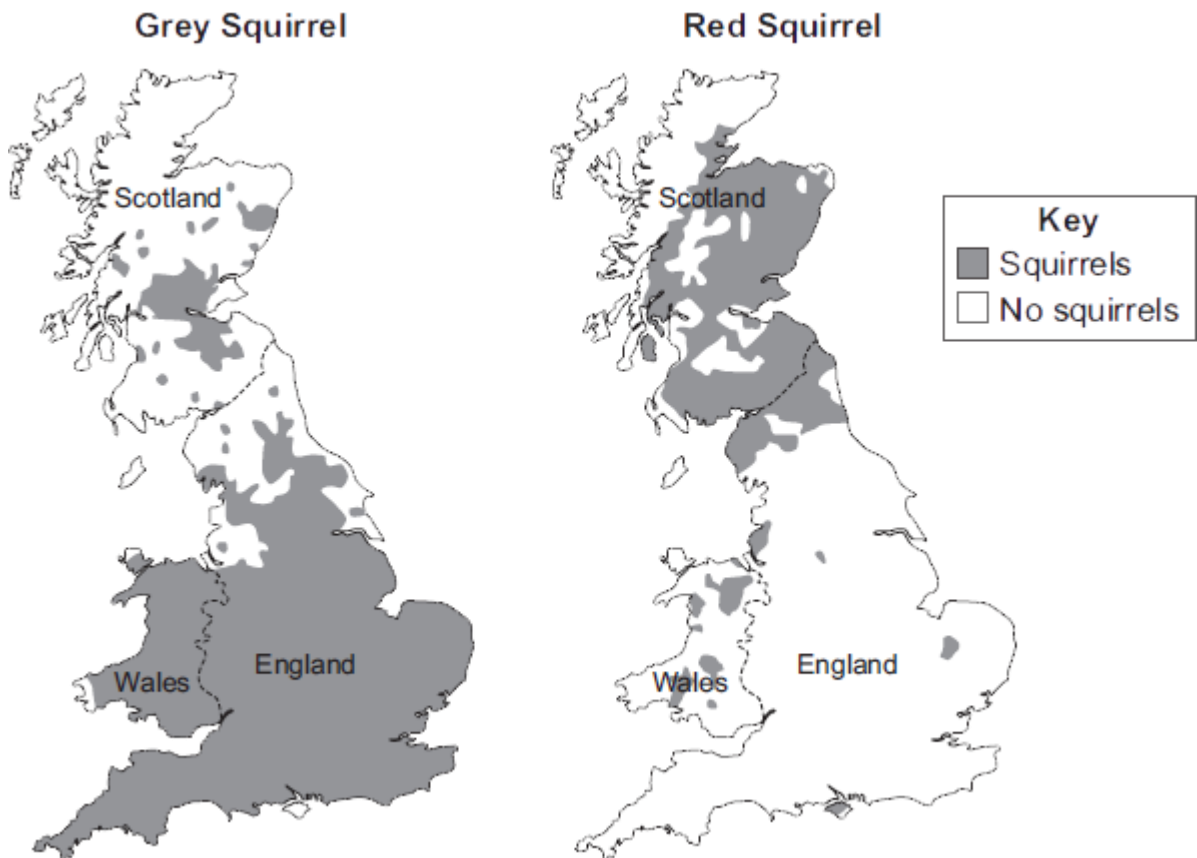 Grey Squirrel
Red Squirrel
Scotland
Wales
England
Scotland
Wales
England
Key
Squirrels
No squirrels